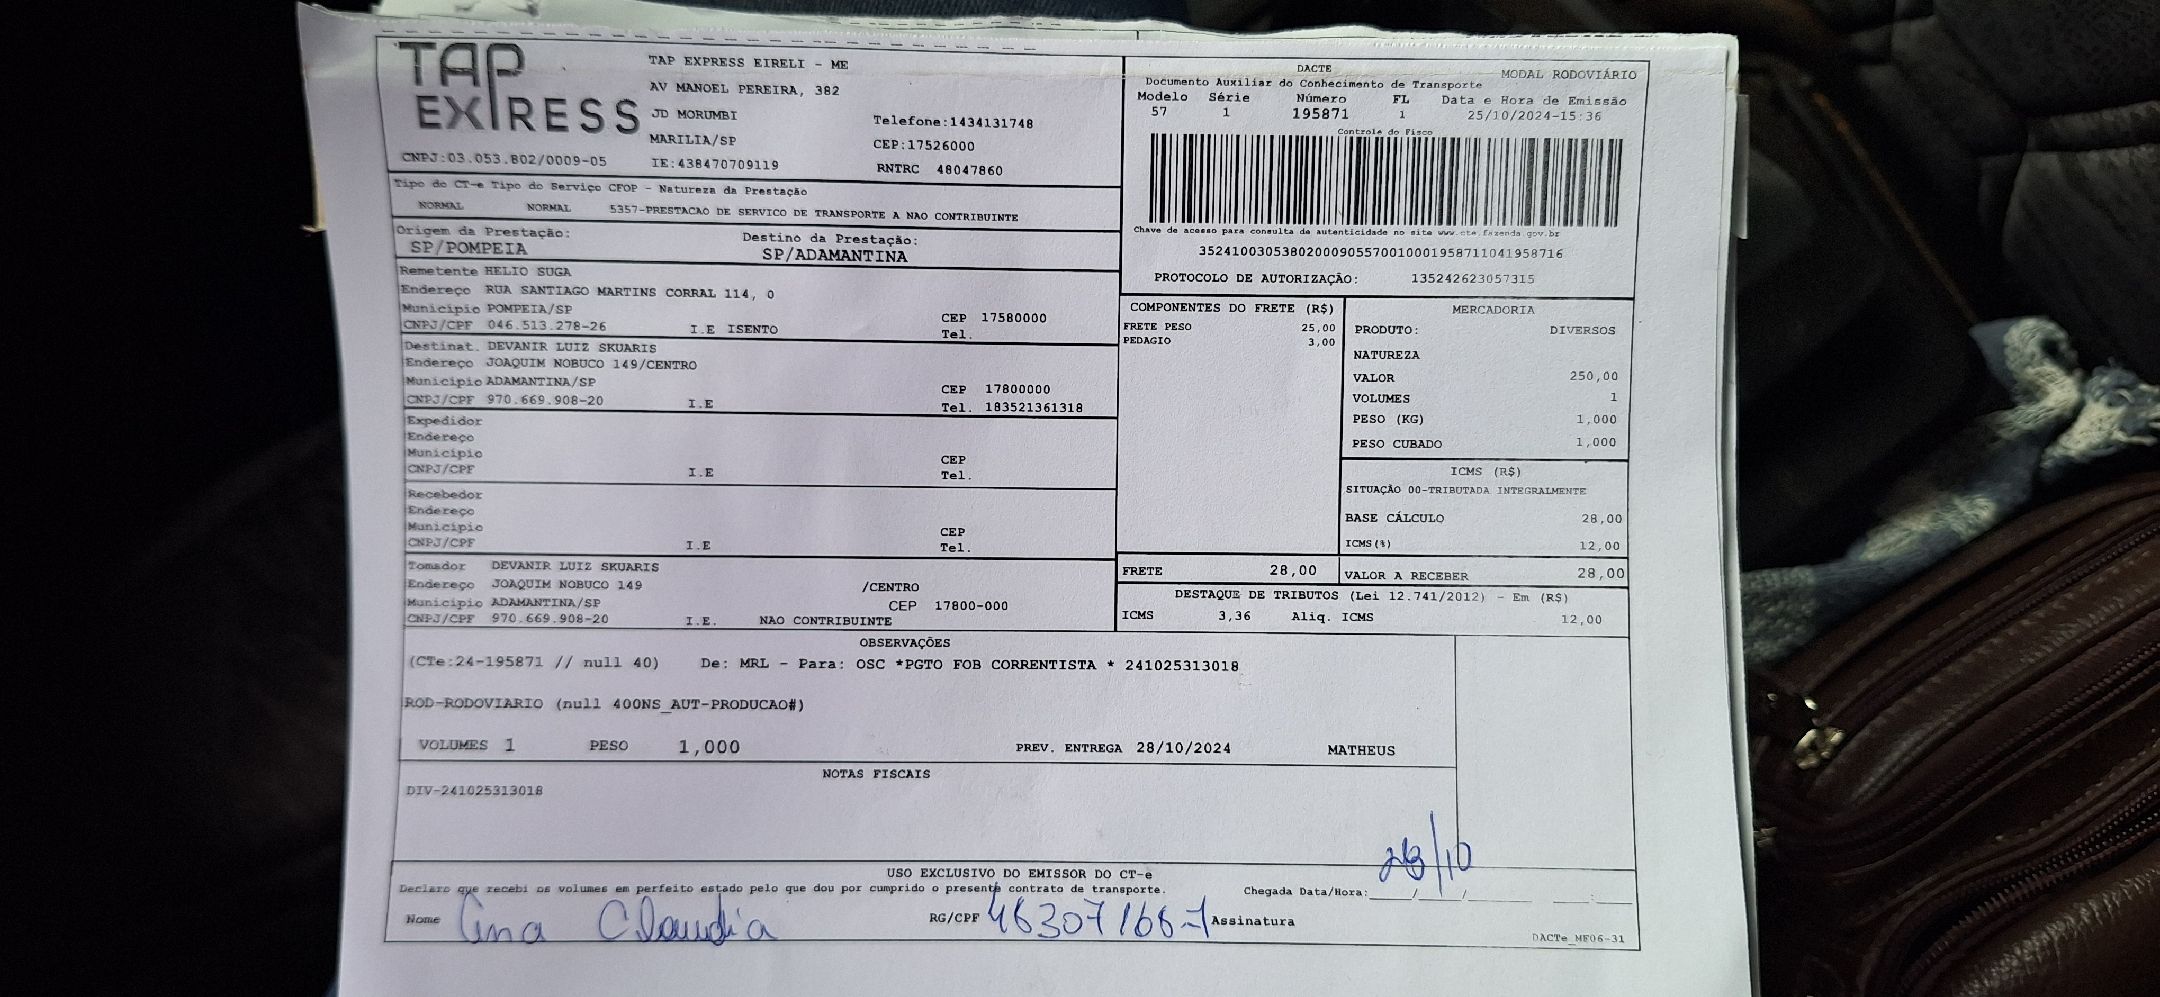 TAP EXPRESS
TAP EXPRESS EIRELI - ME
AV MANOEL PEREIRA, 382
JD MORUMBI
Telefone:1434131748
MARILIA/SP
CEP:17526000
CNPJ:03.053.802/0009-05 IE:438470709119
RNTRC 48047860
Tipo do CT-e Tipo do Serviço CFOP - Natureza da Prestação
NORMAL NORMAL 5357-PRESTACAO DE SERVICO DE TRANSPORTE A NAO CONTRIBUINTE
Origem da Prestação: Destino da Prestação:
SP/POMPEIA SP/ADAMANTINA
DACTE MODAL RODOVIÁRIO
Documento Auxiliar do Conhecimento de Transporte
Modelo Série Número FL Data e Hora de Emissão
57 1 195871 1 25/10/2024-15:36
Controle do Fisco
Chave de acesso para consulta de autenticidade no site www.cte.fazenda.gov.br
35241003053802000905570010001958711041958716
PROTOCOLO DE AUTORIZAÇÃO: 135242623057315
Remetente HELIO SUGA
Endereço RUA SANTIAGO MARTINS CORRAL 114, 0
Município POMPEIA/SP CEP 17580000
CNPJ/CPF 046.513.278-26 I.E ISENTO Tel.
Destinat. DEVANIR LUIZ SKUARIS
Endereço JOAQUIM NOBUCO 149/CENTRO
Município ADAMANTINA/SP CEP 17800000
CNPJ/CPF 970.669.908-20 I.E Tel. 183521361318
Expedidor
Endereço
Município CEP
CNPJ/CPF I.E Tel.
Recebedor
Endereço
Município CEP
CNPJ/CPF I.E Tel.
Tomador DEVANIR LUIZ SKUARIS
Endereço JOAQUIM NOBUCO 149 /CENTRO
Município ADAMANTINA/SP CEP 17800-000
CNPJ/CPF 970.669.908-20 I.E. NAO CONTRIBUINTE
COMPONENTES DO FRETE (R$)
FRETE PESO 25,00
PEDAGIO 3,00
MERCADORIA
PRODUTO: DIVERSOS
NATUREZA
VALOR 250,00
VOLUMES 1
PESO (KG) 1,000
PESO CUBADO 1,000
ICMS (R$)
SITUAÇÃO 00-TRIBUTADA INTEGRALMENTE
BASE CÁLCULO 28,00
ICMS(%) 12,00
FRETE 28,00 VALOR A RECEBER 28,00
DESTAQUE DE TRIBUTOS (Lei 12.741/2012) - Em (R$)
ICMS 3,36 Aliq. ICMS 12,00
OBSERVAÇÕES
(CTe:24-195871 // null 40) De: MRL - Para: OSC *PGTO FOB CORRENTISTA * 241025313018
ROD-RODOVIARIO (null 400NS_AUT-PRODUCAO#)
VOLUMES 1 PESO 1,000 PREV. ENTREGA 28/10/2024 MATHEUS
NOTAS FISCAIS
DIV-241025313018
USO EXCLUSIVO DO EMISSOR DO CT-e
Declaro que recebi os volumes em perfeito estado pelo que dou por cumprido o presente contrato de transporte. Chegada Data/Hora:___/___/______ ___:___
Nome Ana Claudia RG/CPF Assinatura
DACTe_MF06-31